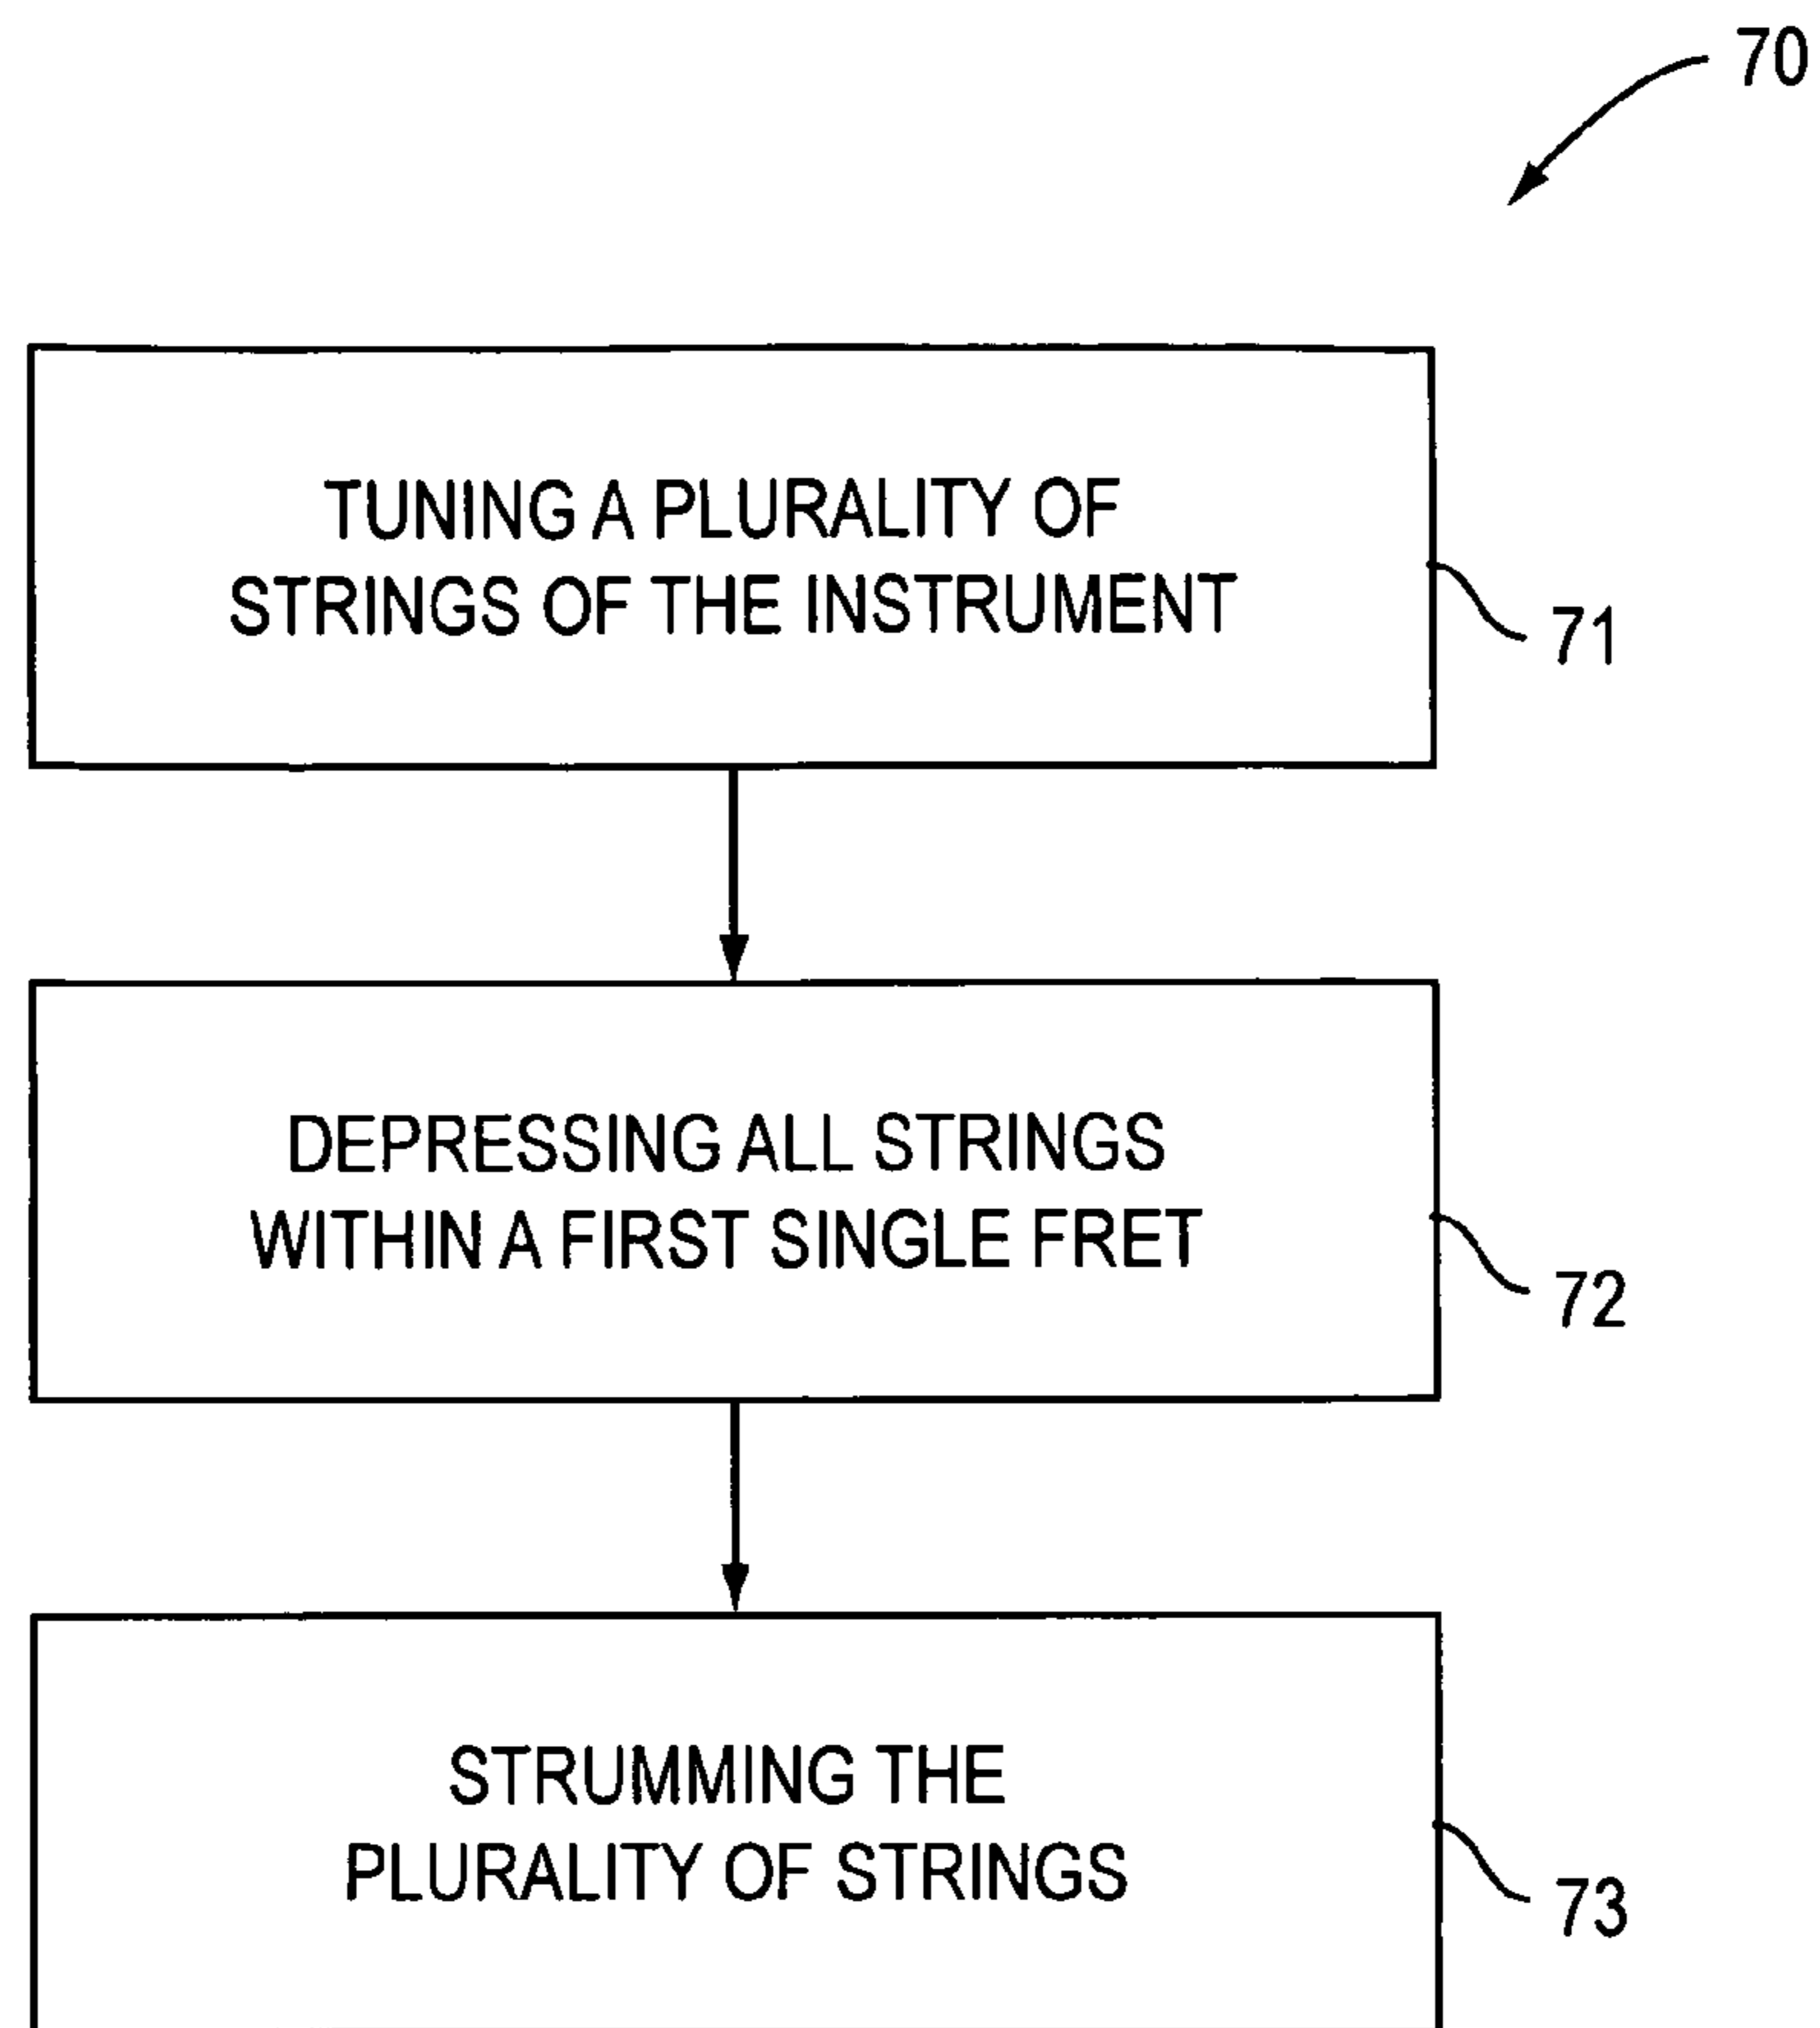 70
TUNING A PLURALITY OF
STRINGS OF THE INSTRUMENT
71
DEPRESSING ALL STRINGS
WITHIN A FIRST SINGLE FRET
72
STRUMMING THE
PLURALITY OF STRINGS
73